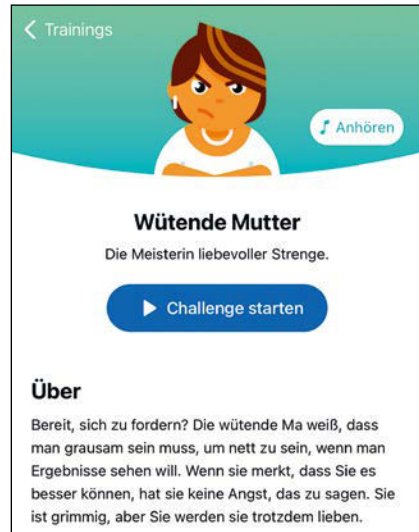 Trainings
Anhören
Wütende Mutter
Die Meisterin liebevoller Strenge.
Challenge starten
Über
Bereit, sich zu fordern? Die wütende Ma weiß, dass
man grausam sein muss, um nett zu sein, wenn man
Ergebnisse sehen will. Wenn sie merkt, dass Sie es
besser können, hat sie keine Angst, das zu sagen. Sie
ist grimmig, aber Sie werden sie trotzdem lieben.